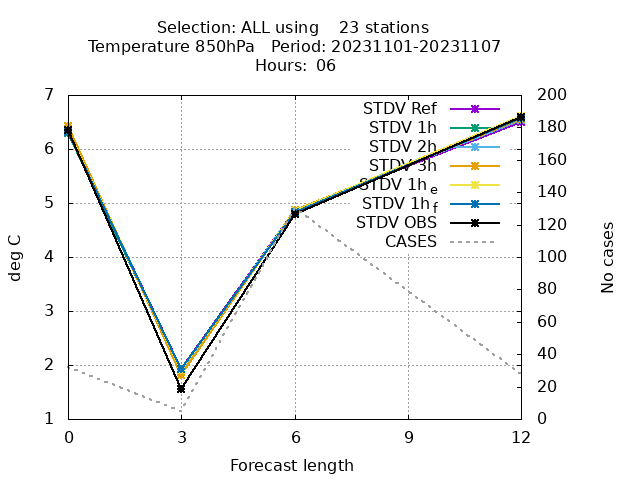 Selection: ALL using    23 stations
Temperature 850hPa   Period: 20231101-20231107
Hours:  06
7
6
5
4
3
2
1
deg C
200
180
160
140
120
100
80
60
40
20
0
No cases
STDV Ref
STDV 1h
STDV 2h
STDV 3h
STDV 1h e
STDV 1h f
STDV OBS
CASES
0 3 6 9 12
Forecast length